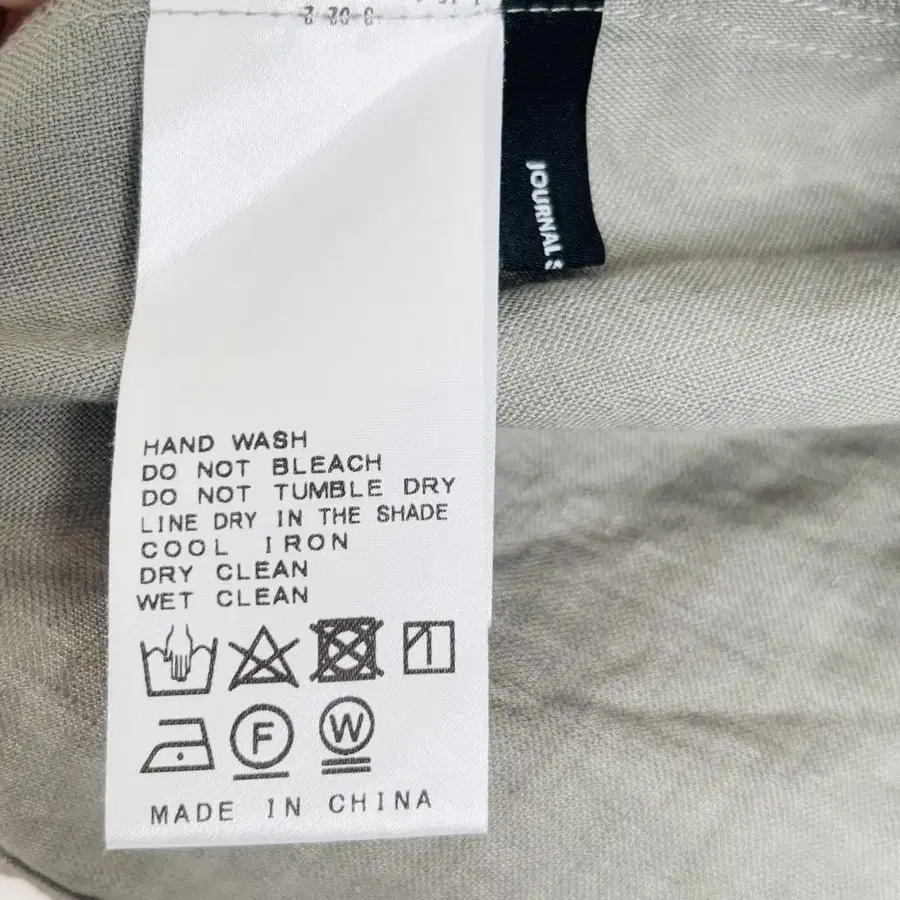 JOURNAL S
HAND WASH
DO NOT BLEACH
DO NOT TUMBLE DRY
LINE DRY IN THE SHADE
COOL IRON
DRY CLEAN
WET CLEAN
F
W
MADE IN CHINA